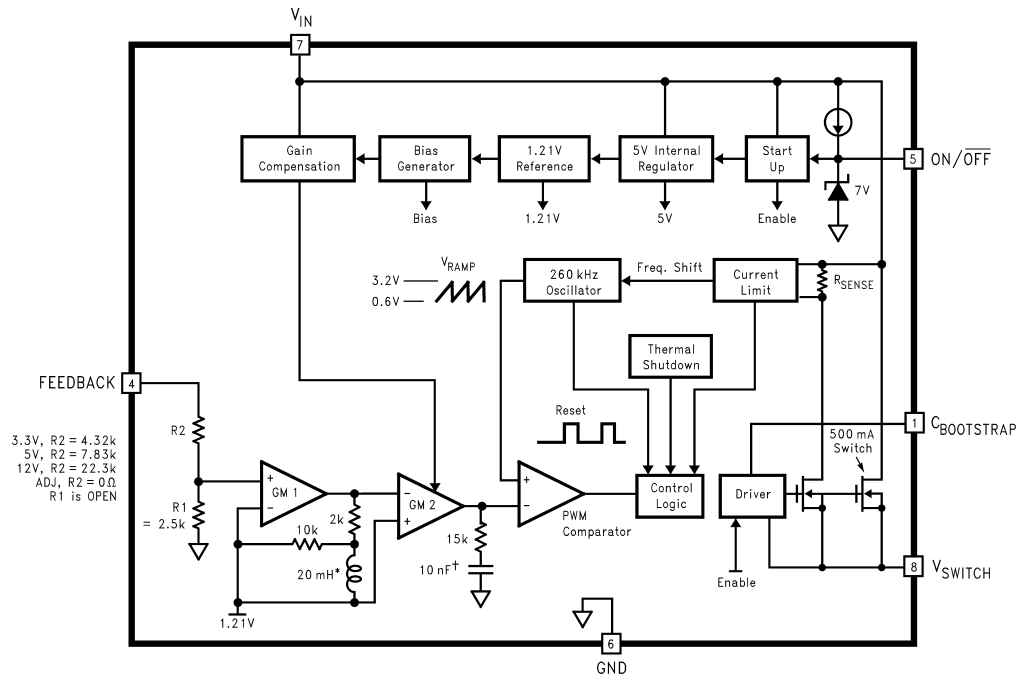 VIN
7
Gain
Compensation
Bias
Generator
1.21V
Reference
5V Internal
Regulator
Start
Up
5
ON/OFF
7V
Bias
1.21V
5V
Enable
VRAMP
3.2V
0.6V
260 kHz
Oscillator
Freq. Shift
Current
Limit
RSENSE
Thermal
Shutdown
FEEDBACK
4
3.3V, R2 = 4.32k
5V, R2 = 7.83k
12V, R2 = 22.3k
ADJ, R2 = 0Ω
R1 is OPEN
R2
R1
= 2.5k
Reset
1
CBOOTSTRAP
500 mA
Switch
+
GM 1
−
−
GM 2
+
2k
10k
20 mH*
1.21V
15k
10 nF†
+
−
PWM
Comparator
Control
Logic
Driver
Enable
8
VSWITCH
6
GND